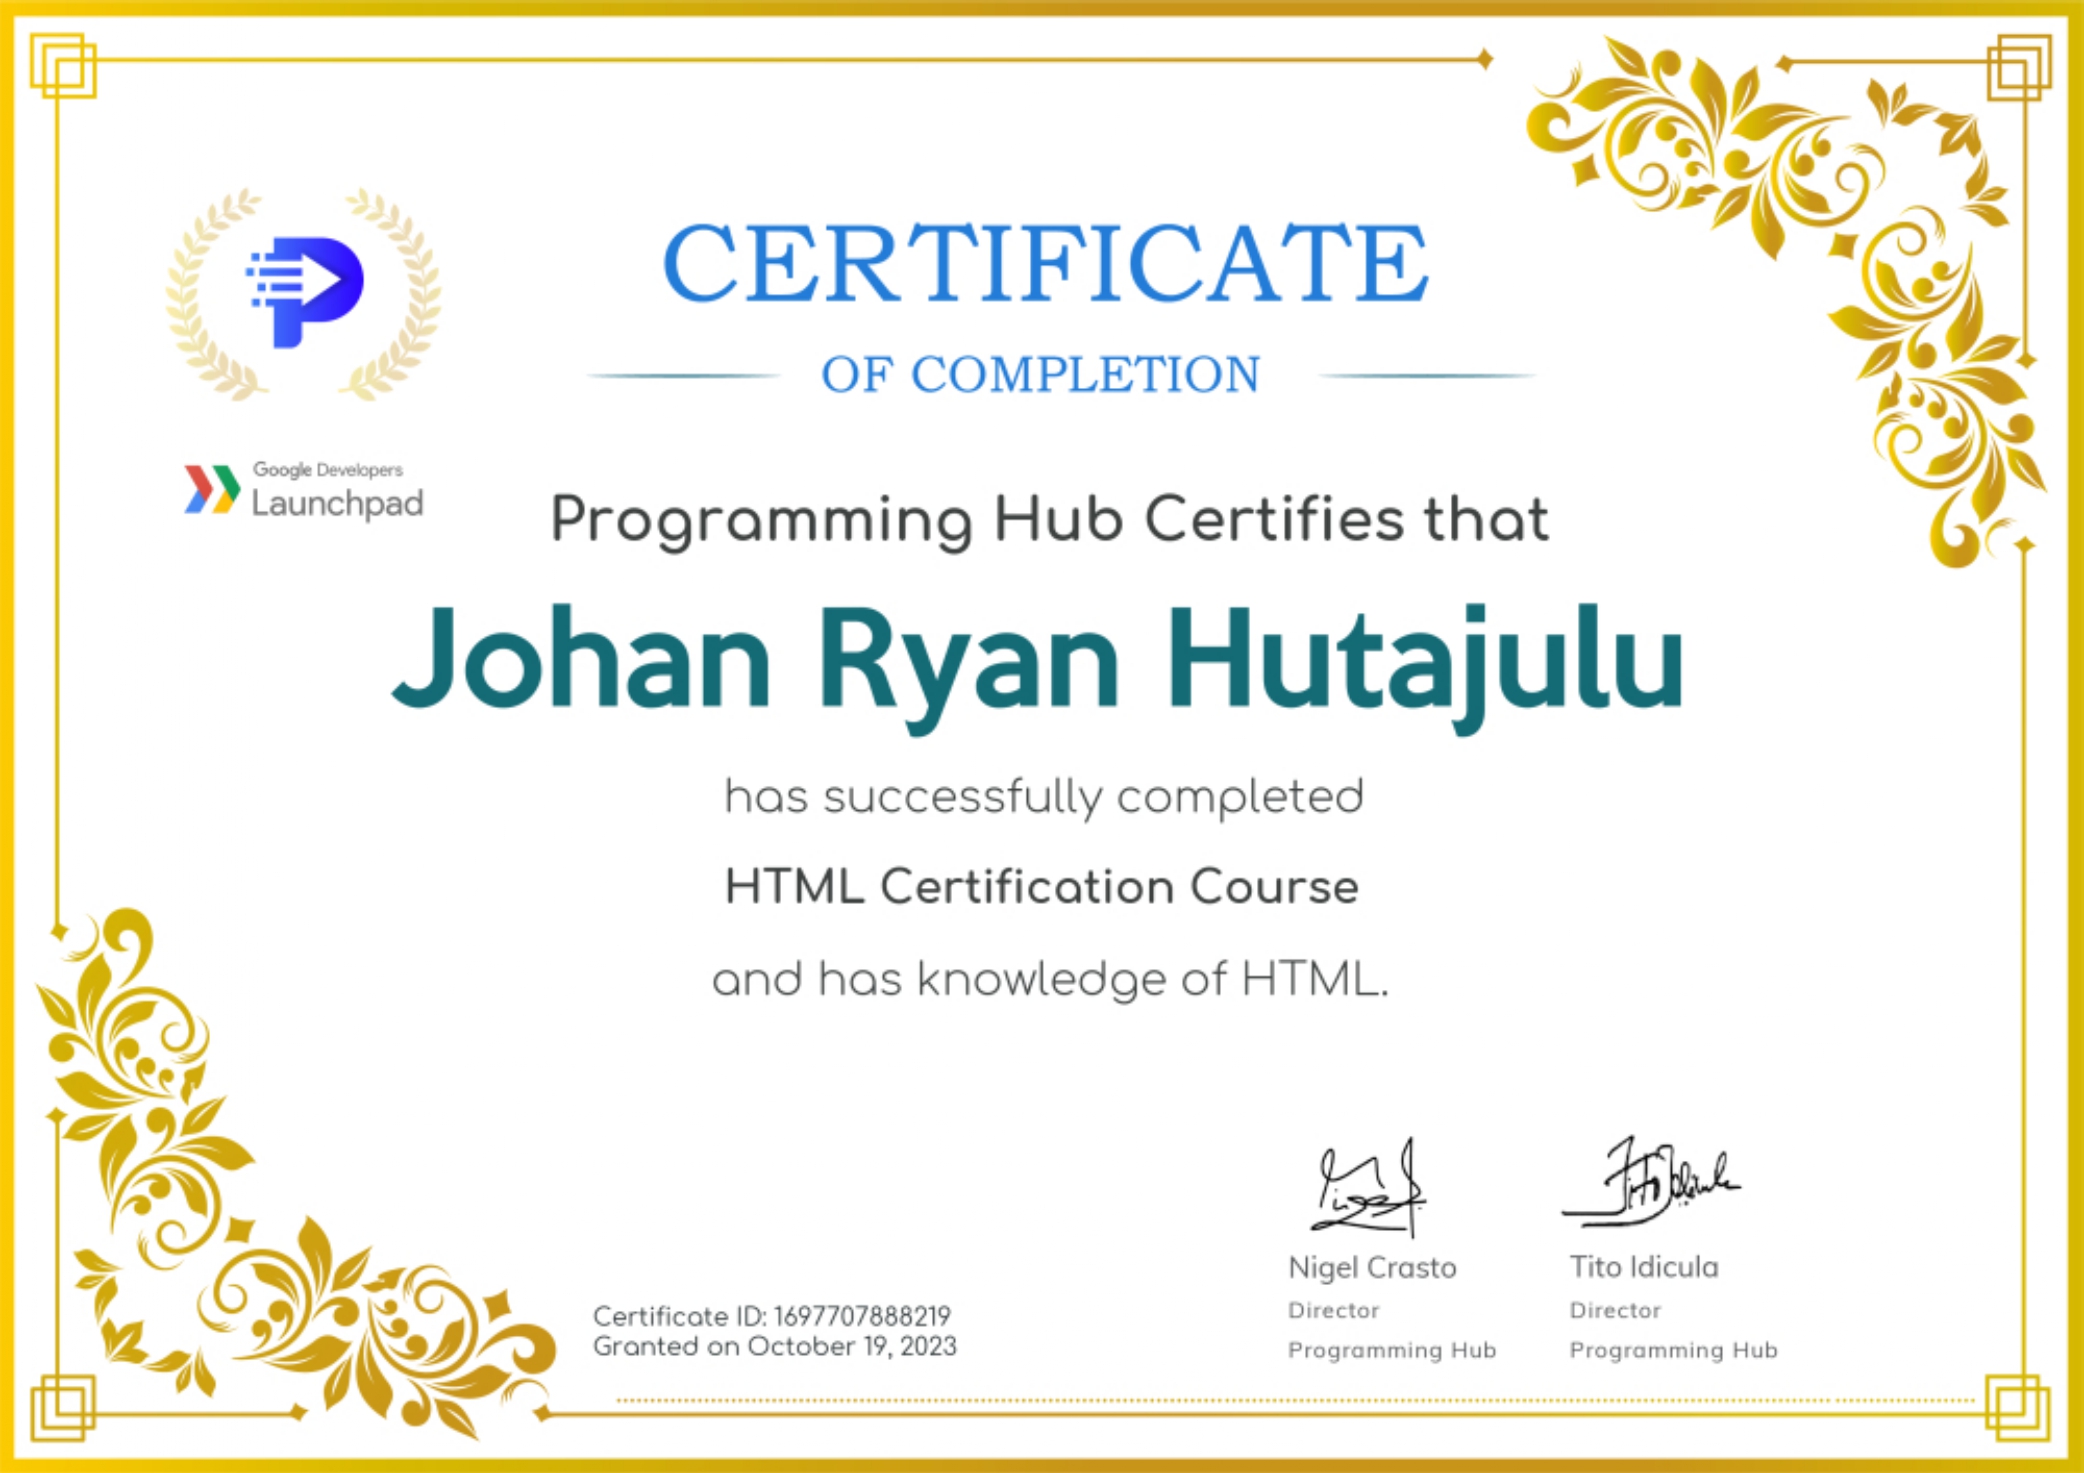 CERTIFICATE
OF COMPLETION
Google Developers
Launchpad
Programming Hub Certifies that
Johan Ryan Hutajulu
has successfully completed
HTML Certification Course
and has knowledge of HTML.
Certificate ID: 1697707888219
Granted on October 19, 2023
Nigel Crasto
Director
Programming Hub
Tito Idicula
Director
Programming Hub